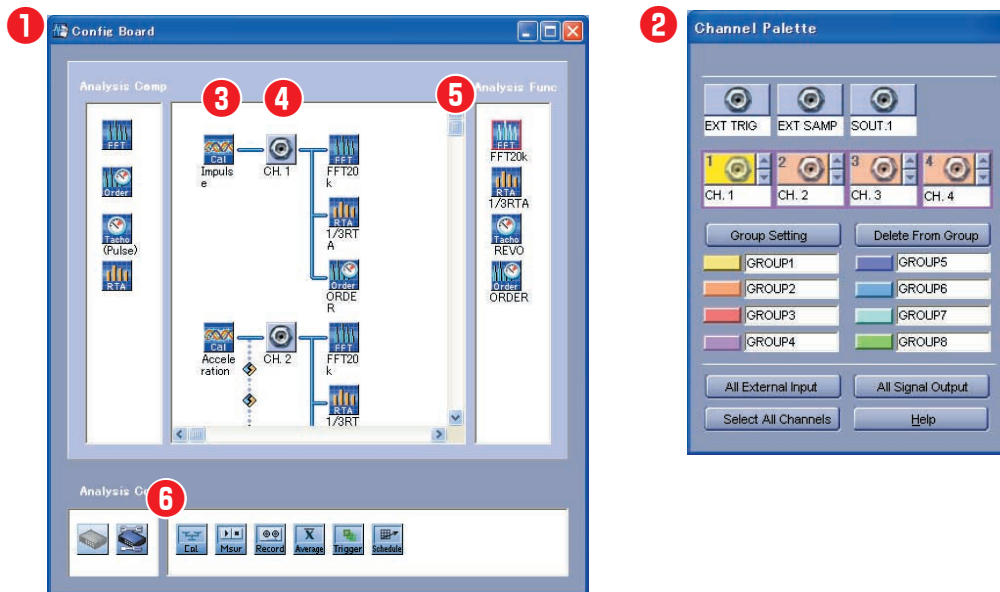 1
Config Board
Analysis Comp
3
4
5
Analysis Func
FFT
Order
Tacho
(Pulse)
RTA
Cal
Impuls
e
CH. 1
FFT
FFT20
k
RTA
1/3RT
A
Order
ORDE
R
Cal
Accele
ration
CH. 2
FFT
FFT20
k
RTA
1/3RT
FFT
FFT20k
RTA
1/3RTA
Tacho
REVO
Order
ORDER
Analysis Co
6
Cal.
Msur
Record
X
Average
Trigger
Schedule
2
Channel Palette
EXT TRIG
EXT SAMP
SOUT.1
1
2
3
4
CH. 1
CH. 2
CH. 3
CH. 4
Group Setting
Delete From Group
GROUP1
GROUP5
GROUP2
GROUP6
GROUP3
GROUP7
GROUP4
GROUP8
All External Input
All Signal Output
Select All Channels
Help